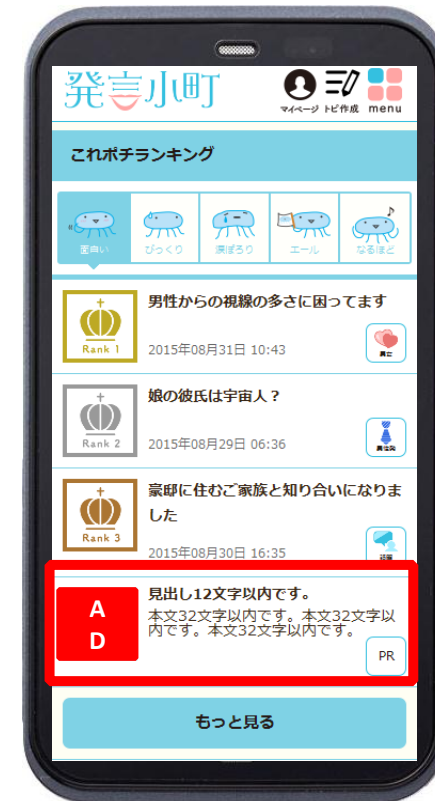 発言小町
マイページ トピ作成 menu
これポチランキング
面白い びっくり 涙ぽろり エール なるほど
男性からの視線の多さに困ってます
Rank 1
2015年08月31日 10:43
娘の彼氏は宇宙人？
Rank 2
2015年08月29日 06:36
豪邸に住むご家族と知り合いになりま
した
Rank 3
2015年08月30日 16:35
見出し12文字以内です。
A
D
本文32文字以内です。本文32文字以
内です。本文32文字以内です。
PR
もっと見る